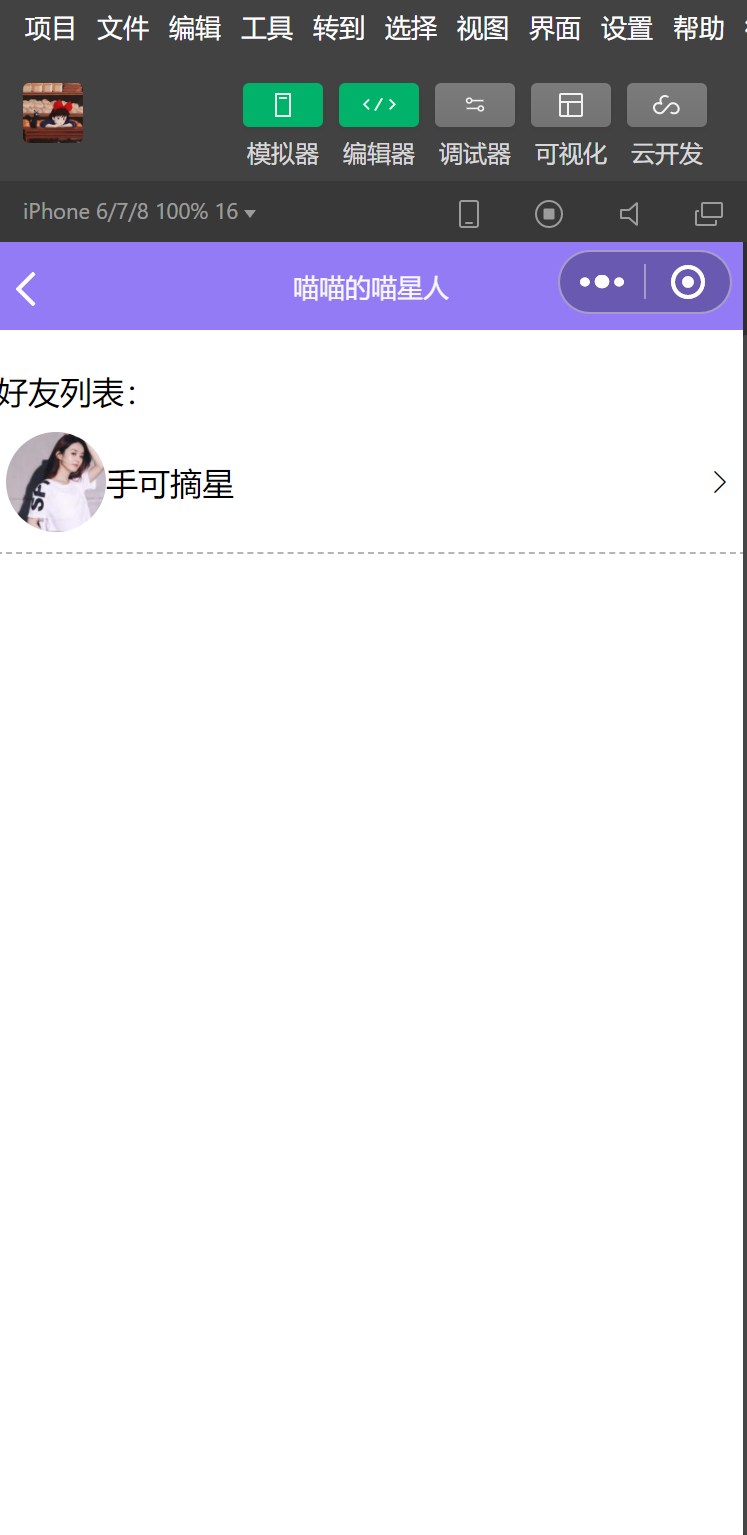 项目 文件 编辑 工具 转到 选择 视图 界面 设置 帮助
模拟器 编辑器 调试器 可视化 云开发
iPhone 6/7/8 100% 16
喵喵的喵星人
好友列表：
手可摘星